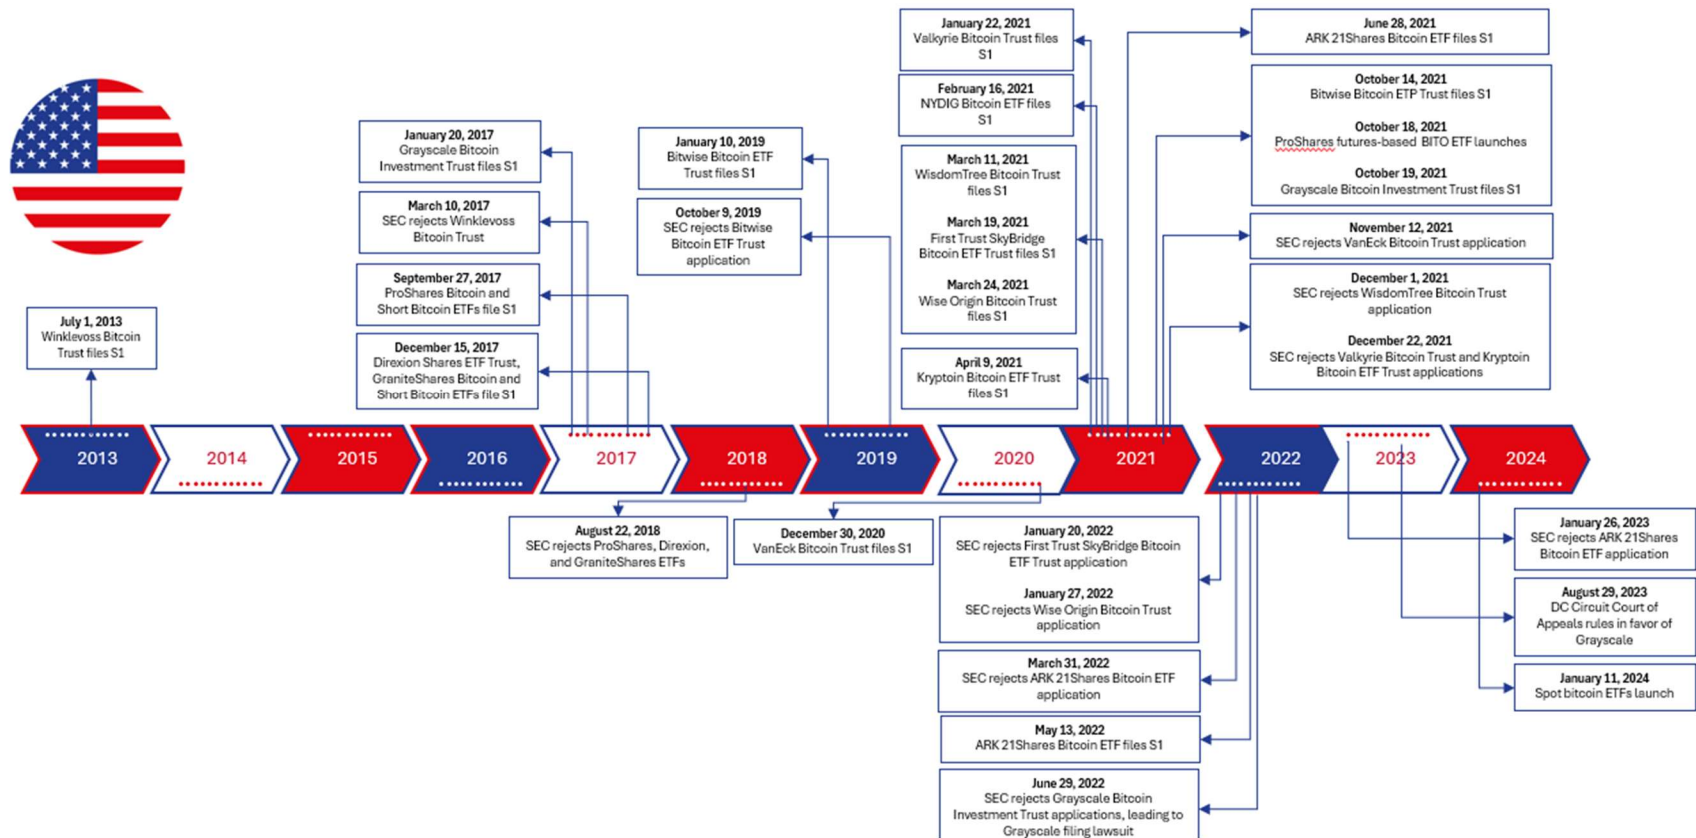 July 1, 2013
Winklevoss Bitcoin
Trust files S1
January 20, 2017
Grayscale Bitcoin
Investment Trust files S1
March 10, 2017
SEC rejects Winklevoss
Bitcoin Trust
September 27, 2017
ProShares Bitcoin and
Short Bitcoin ETFs file S1
December 15, 2017
Direxion Shares ETF Trust,
GraniteShares Bitcoin and
Short Bitcoin ETFs file S1
January 10, 2019
Bitwise Bitcoin ETF
Trust files S1
October 9, 2019
SEC rejects Bitwise
Bitcoin ETF Trust
application
January 22, 2021
Valkyrie Bitcoin Trust files
S1
February 16, 2021
NYDIG Bitcoin ETF files
S1
March 11, 2021
WisdomTree Bitcoin Trust
files S1
March 19, 2021
First Trust SkyBridge
Bitcoin ETF Trust files S1
March 24, 2021
Wise Origin Bitcoin Trust
files S1
April 9, 2021
Kryptoin Bitcoin ETF Trust
files S1
June 28, 2021
ARK 21Shares Bitcoin ETF files S1
October 14, 2021
Bitwise Bitcoin ETP Trust files S1
October 18, 2021
ProShares futures-based BITO ETF launches
October 19, 2021
Grayscale Bitcoin Investment Trust files S1
November 12, 2021
SEC rejects VanEck Bitcoin Trust application
December 1, 2021
SEC rejects WisdomTree Bitcoin Trust
application
December 22, 2021
SEC rejects Valkyrie Bitcoin Trust and Kryptoin
Bitcoin ETF Trust applications
2013
2014
2015
2016
2017
2018
2019
2020
2021
2022
2023
2024
August 22, 2018
SEC rejects ProShares, Direxion,
and GraniteShares ETFs
December 30, 2020
VanEck Bitcoin Trust files S1
January 20, 2022
SEC rejects First Trust SkyBridge Bitcoin
ETF Trust application
January 27, 2022
SEC rejects Wise Origin Bitcoin Trust
application
March 31, 2022
SEC rejects ARK 21Shares Bitcoin ETF
application
May 13, 2022
ARK 21Shares Bitcoin ETF files S1
June 29, 2022
SEC rejects Grayscale Bitcoin
Investment Trust applications, leading to
Grayscale filing lawsuit
January 26, 2023
SEC rejects ARK 21Shares
Bitcoin ETF application
August 29, 2023
DC Circuit Court of
Appeals rules in favor of
Grayscale
January 11, 2024
Spot bitcoin ETFs launch